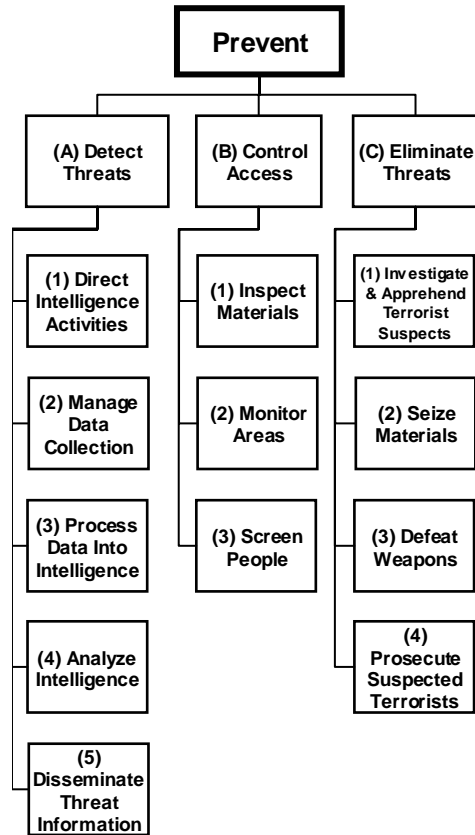 Prevent
(A) Detect
Threats
(B) Control
Access
(C) Eliminate
Threats
(1) Direct
Intelligence
Activities
(2) Manage
Data
Collection
(3) Process
Data Into
Intelligence
(4) Analyze
Intelligence
(5)
Disseminate
Threat
Information
(1) Inspect
Materials
(2) Monitor
Areas
(3) Screen
People
(1) Investigate
& Apprehend
Terrorist
Suspects
(2) Seize
Materials
(3) Defeat
Weapons
(4)
Prosecute
Suspected
Terrorists